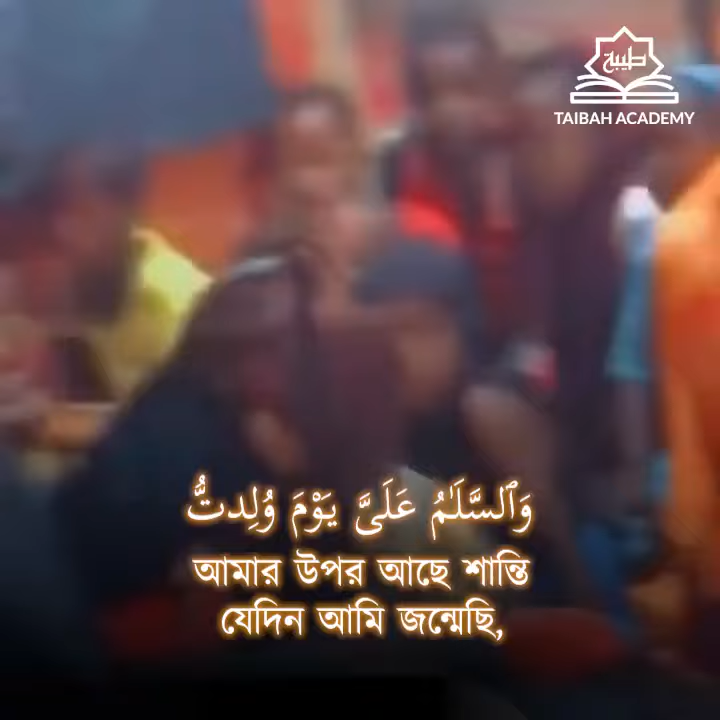 طيبة
TAIBAH ACADEMY
وَٱلسَّلَٰمُ عَلَىَّ يَوْمَ وُلِدتُّ
আমার উপর আছে শান্তি
যেদিন আমি জন্মেছি,